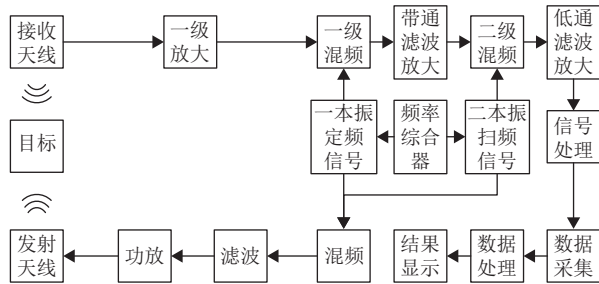 接收
天线
一级
放大
一级
混频
带通
滤波
放大
二级
混频
低通
滤波
放大
目标
一本振
定频
信号
频率
综合
器
二本振
扫频
信号
信号
处理
发射
天线
功放
滤波
混频
结果
显示
数据
处理
数据
采集